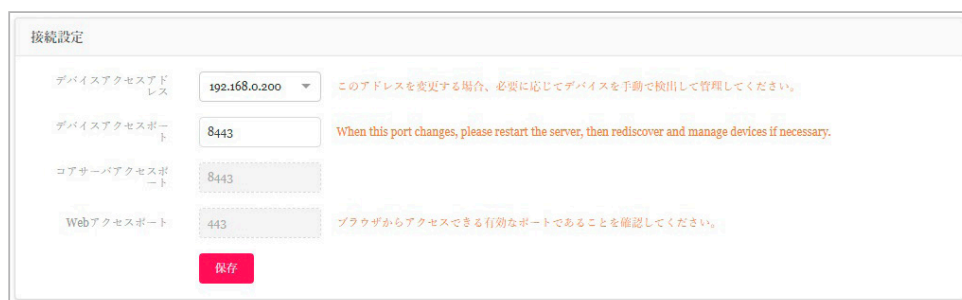 接続設定
デバイスアクセスアド
レス
192.168.0.200
このアドレスを変更する場合、必要に応じてデバイスを手動で検出して管理してください。
デバイスアクセスポー
ト
8443
When this port changes, please restart the server, then rediscover and manage devices if necessary.
コアサーバアクセスポ
ート
8443
Webアクセスポート
443
ブラウザからアクセスできる有効なポートであることを確認してください。
保存